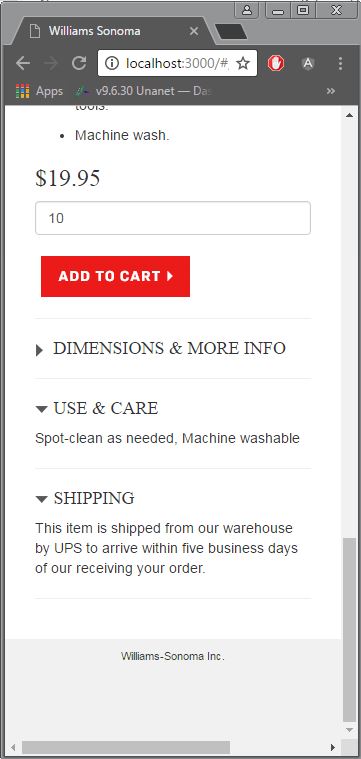 Williams Sonoma
localhost:3000/#
Apps
v9.6.30 Unanet — Das
»
tools.
• Machine wash.
$19.95
10
ADD TO CART
DIMENSIONS & MORE INFO
USE & CARE
Spot-clean as needed, Machine washable
SHIPPING
This item is shipped from our warehouse
by UPS to arrive within five business days
of our receiving your order.
Williams-Sonoma Inc.